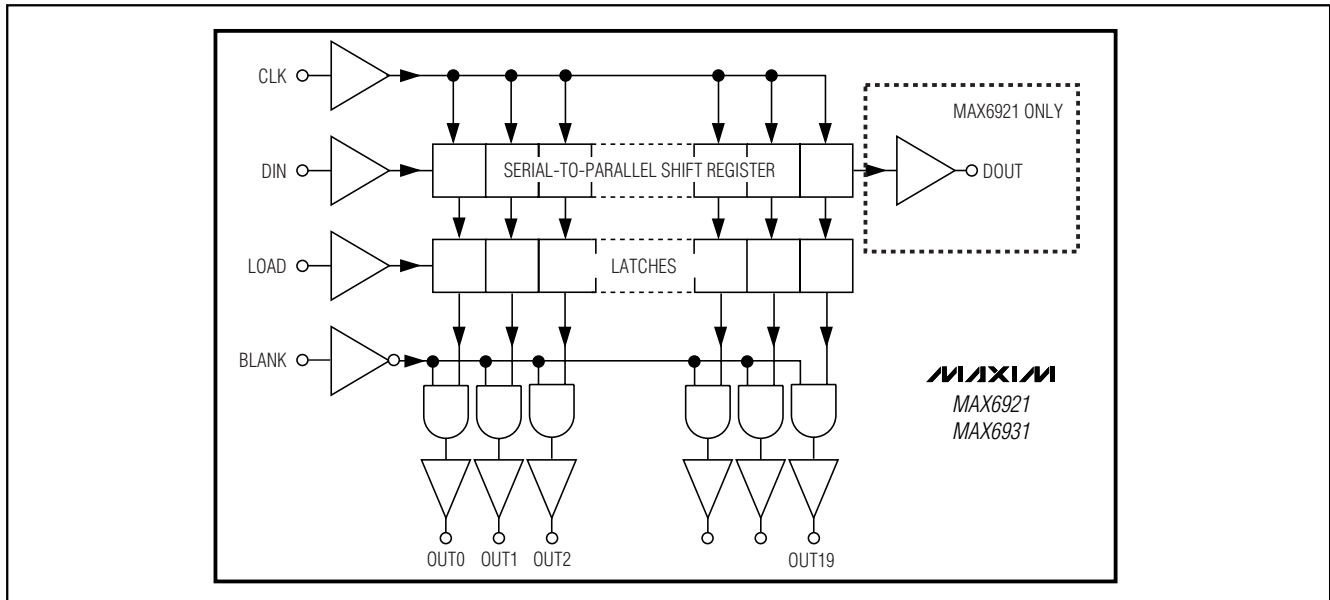 CLK
MAX6921 ONLY
DIN
SERIAL-TO-PARALLEL SHIFT REGISTER
DOUT
LOAD
LATCHES
BLANK
MAXIM
MAX6921
MAX6931
OUT0 OUT1 OUT2 OUT19